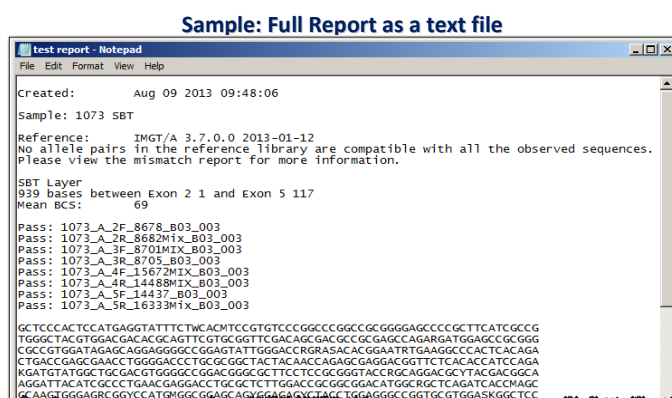 Sample: Full Report as a text file
test report - Notepad
File Edit Format View Help
Created: Aug 09 2013 09:48:06
Sample: 1073 SBT
Reference: IMGT/A 3.7.0.0 2013-01-12
No allele pairs in the reference library are compatible with all the observed sequences.
Please view the mismatch report for more information.
SBT Layer
939 bases between Exon 2 1 and Exon 5 117
Mean BCS: 69
Pass: 1073_A_2F_8678_B03_003
Pass: 1073_A_2R_8682Mix_B03_003
Pass: 1073_A_3F_8701MIX_B03_003
Pass: 1073_A_3R_8705_B03_003
Pass: 1073_A_4F_15672MIX_B03_003
Pass: 1073_A_4R_14488MIX_B03_003
Pass: 1073_A_5F_14437_B03_003
Pass: 1073_A_5R_16333Mix_B03_003
GCTCCCACTCCATGAGGTATTTCTWCACMTCCGTGTCCCGGCCCGGCCGCGGGGAGCCCCGCTTCATCGCCG
TGGGCTACGTGGACGACACGCAGTTCGTGCGGTTCGACAGCGACGCCGCGAGCCAGAGATGGAGCCGCGGG
CGCCGTGGATAGAGCAGGAGGGGCCGGAGTATTGGGACCRGRASACACGGAATRTGAAGGCCCACTCACAGA
CTGACCGAGCGAACCTGGGGACCCTGCGCGGCTACTACAACCAGAGCGAGGACGGTTCTCACACCATCCAGA
KGATGTATGGCTGCGACGTGGGGCCGGACGGGCGCTTCCTCCGCGGGTACCRGCAGGACGCYTACGACGGCA
AGGATTACATCGCCCTGAACGAGGACCTGCGCTCTTGGACCGCGGCGGACATGGCRGCTCAGATCACCMAGC